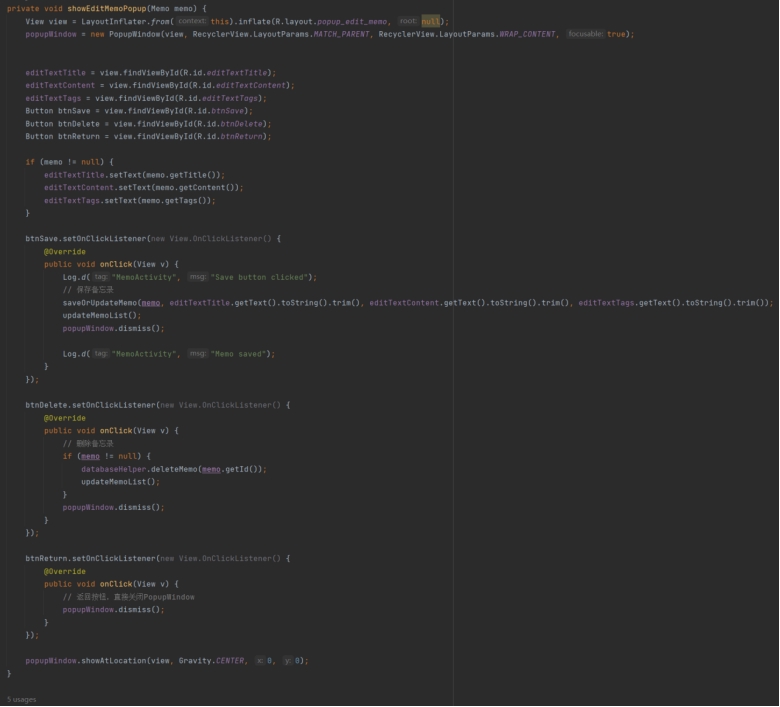 private void showEditMemoPopup(Memo memo) {
View view = LayoutInflater.from( context: this).inflate(R.layout.popup_edit_memo, root: null);
popupWindow = new PopupWindow(view, RecyclerView.LayoutParams.MATCH_PARENT, RecyclerView.LayoutParams.WRAP_CONTENT, focusable: true);
editTextTitle = view.findViewById(R.id.editTextTitle);
editTextContent = view.findViewById(R.id.editTextContent);
editTextTags = view.findViewById(R.id.editTextTags);
Button btnSave = view.findViewById(R.id.btnSave);
Button btnDelete = view.findViewById(R.id.btnDelete);
Button btnReturn = view.findViewById(R.id.btnReturn);
if (memo != null) {
editTextTitle.setText(memo.getTitle());
editTextContent.setText(memo.getContent());
editTextTags.setText(memo.getTags());
}
btnSave.setOnClickListener(new View.OnClickListener() {
@Override
public void onClick(View v) {
Log.d( tag: "MemoActivity", msg: "Save button clicked");
// 保存备忘录
saveOrUpdateMemo(memo, editTextTitle.getText().toString().trim(), editTextContent.getText().toString().trim(), editTextTags.getText().toString().trim());
updateMemoList();
popupWindow.dismiss();
Log.d( tag: "MemoActivity", msg: "Memo saved");
}
});
btnDelete.setOnClickListener(new View.OnClickListener() {
@Override
public void onClick(View v) {
// 删除备忘录
if (memo != null) {
databaseHelper.deleteMemo(memo.getId());
updateMemoList();
}
popupWindow.dismiss();
}
});
btnReturn.setOnClickListener(new View.OnClickListener() {
@Override
public void onClick(View v) {
// 返回按钮，直接关闭PopupWindow
popupWindow.dismiss();
}
});
popupWindow.showAtLocation(view, Gravity.CENTER, x: 0, y: 0);
}
5 usages